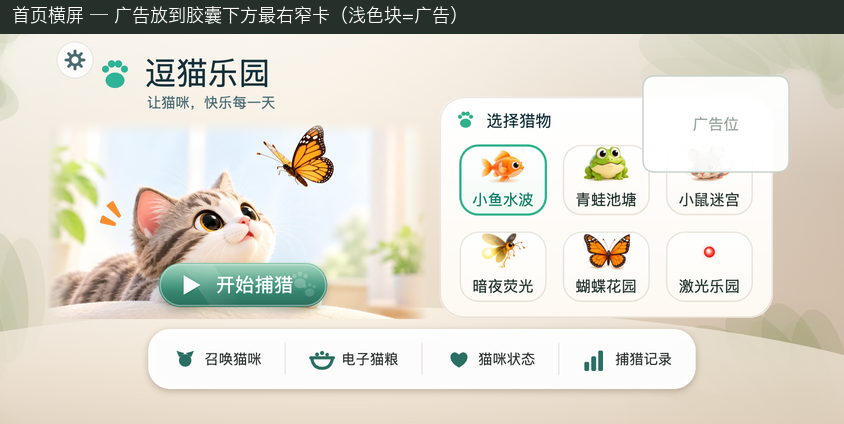 首页横屏 — 广告放到胶囊下方最右窄卡（浅色块=广告）
逗猫乐园
让猫咪，快乐每一天
选择猎物
广告位
小鱼水波
青蛙池塘
小鼠迷宫
暗夜荧光
蝴蝶花园
激光乐园
开始捕猎
召唤猫咪
电子猫粮
猫咪状态
捕猎记录